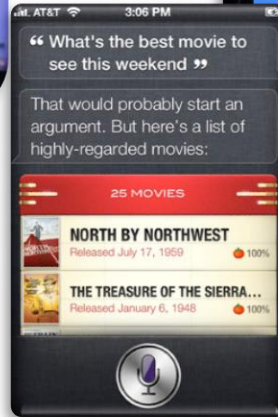 AT&T 3:06 PM
“ What's the best movie to
see this weekend ”
That would probably start an
argument. But here's a list of
highly-regarded movies:
25 MOVIES
NORTH BY NORTHWEST
Released July 17, 1959 100%
THE TREASURE OF THE SIERRA...
Released January 6, 1948 100%